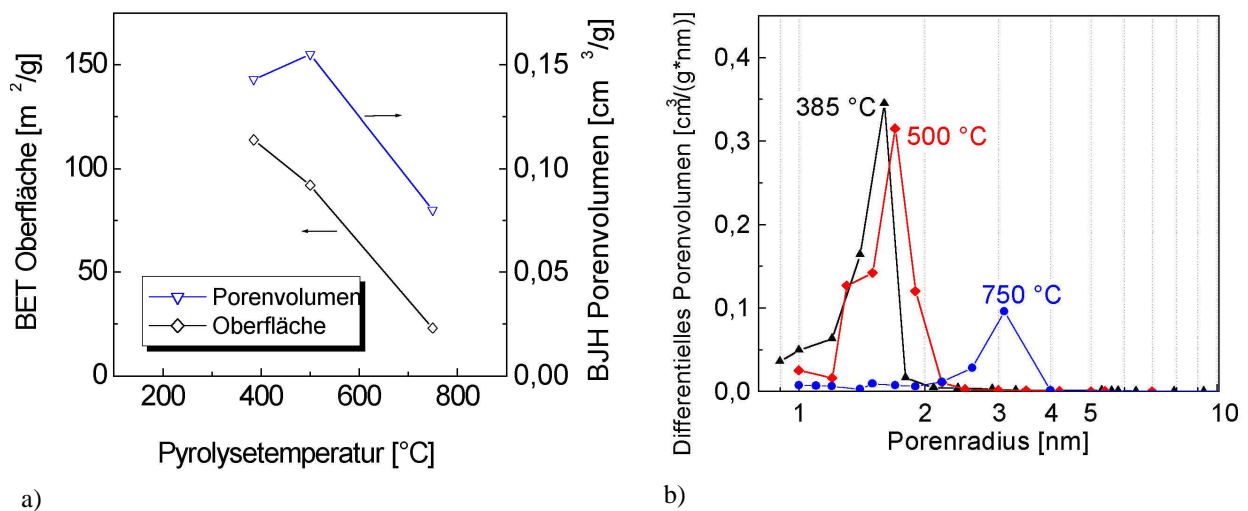 BET Oberfläche [m²/g]
150
100
50
0
0,15
0,10
0,05
0,00
BJH Porenvolumen [cm³/g]
Porenvolumen
Oberfläche
200 400 600 800
Pyrolysetemperatur [°C]
a)
Differentielles Porenvolumen [cm³/(g*nm)]
0,4
0,3
0,2
0,1
0,0
385 °C
500 °C
750 °C
1 2 3 4 5 10
Porenradius [nm]
b)